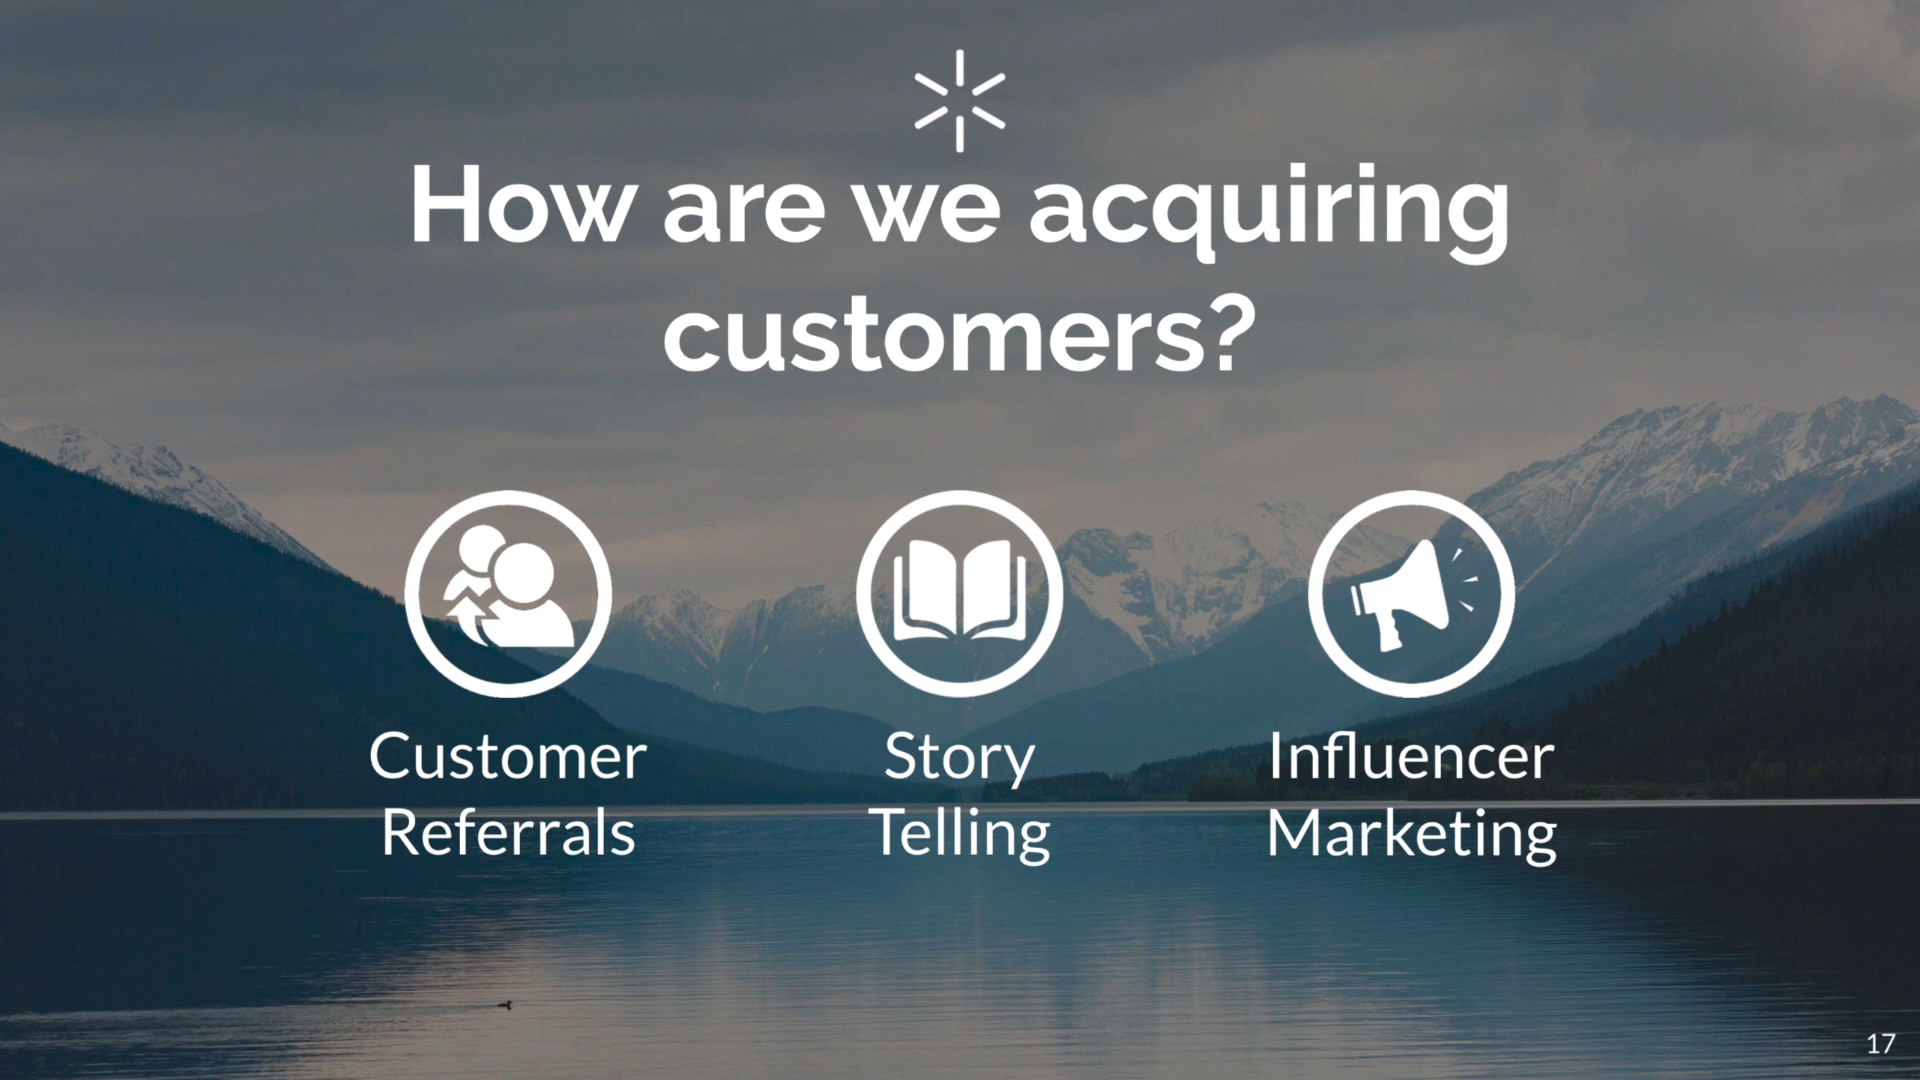 How are we acquiring
customers?
Customer
Referrals
Story
Telling
Influencer
Marketing
17